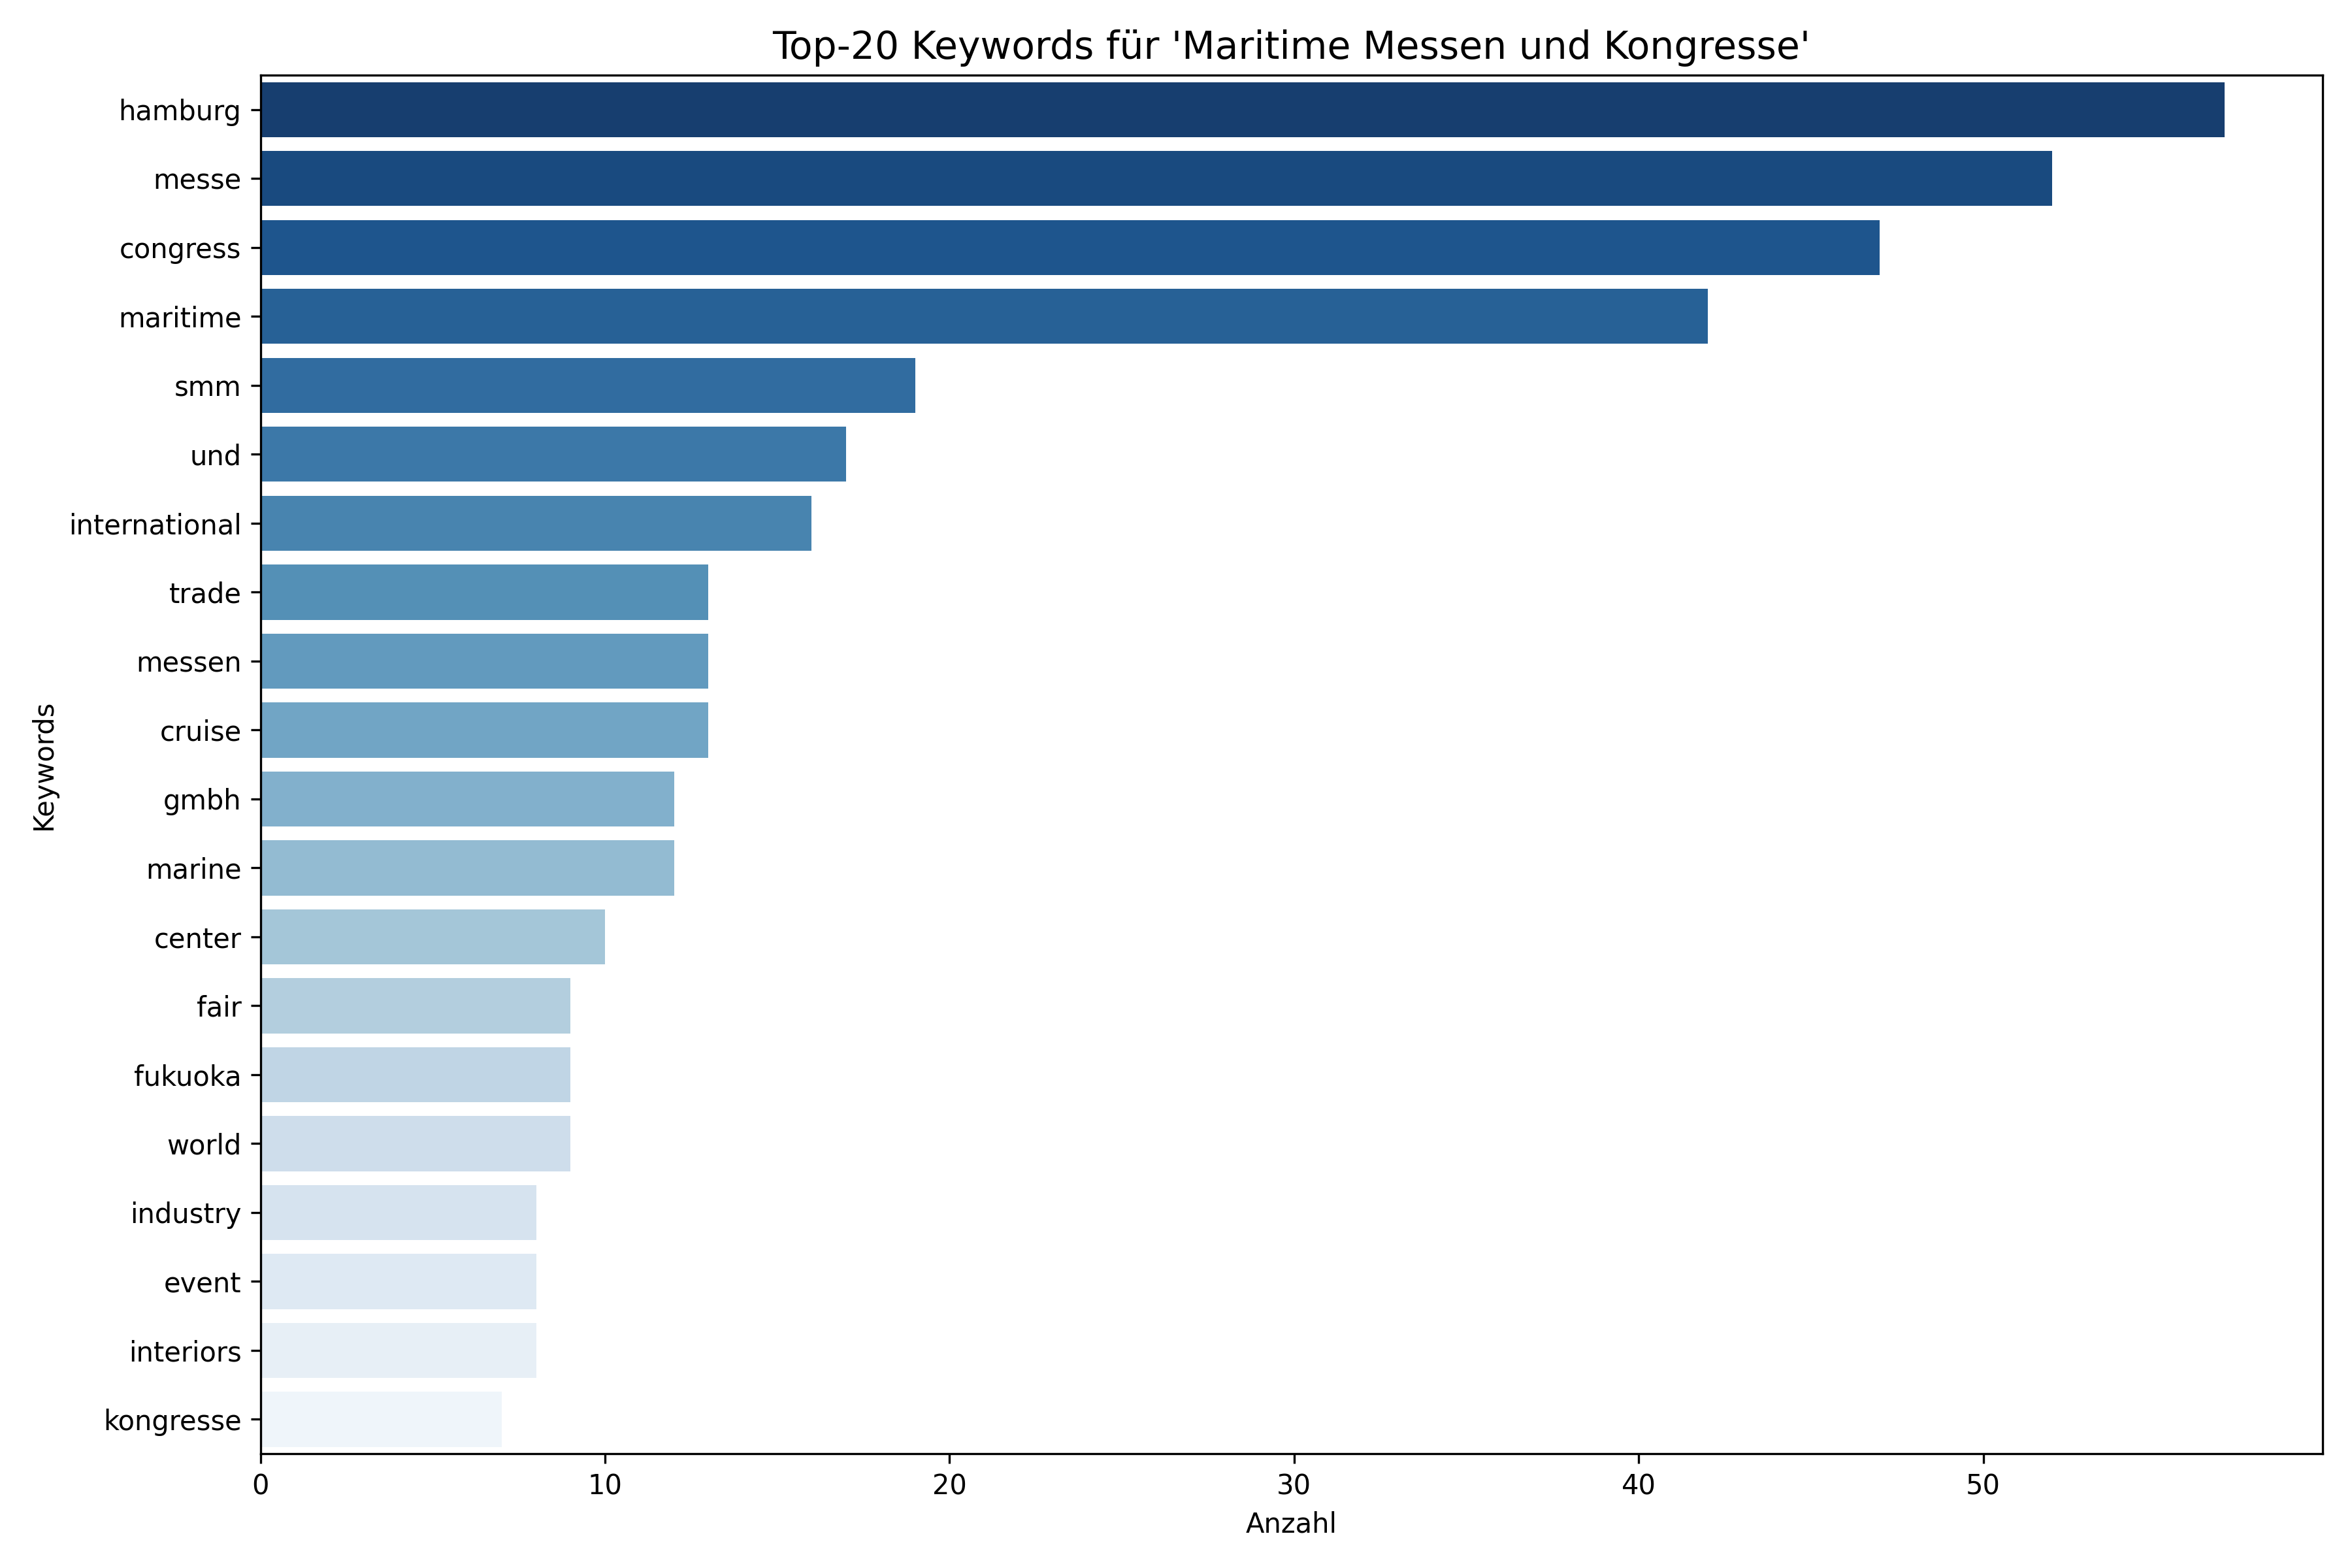 Top-20 Keywords für 'Maritime Messen und Kongresse'
hamburg
messe
congress
maritime
smm
und
international
trade
messen
cruise
gmbh
marine
center
fair
fukuoka
world
industry
event
interiors
kongresse
Keywords
0 10 20 30 40 50
Anzahl